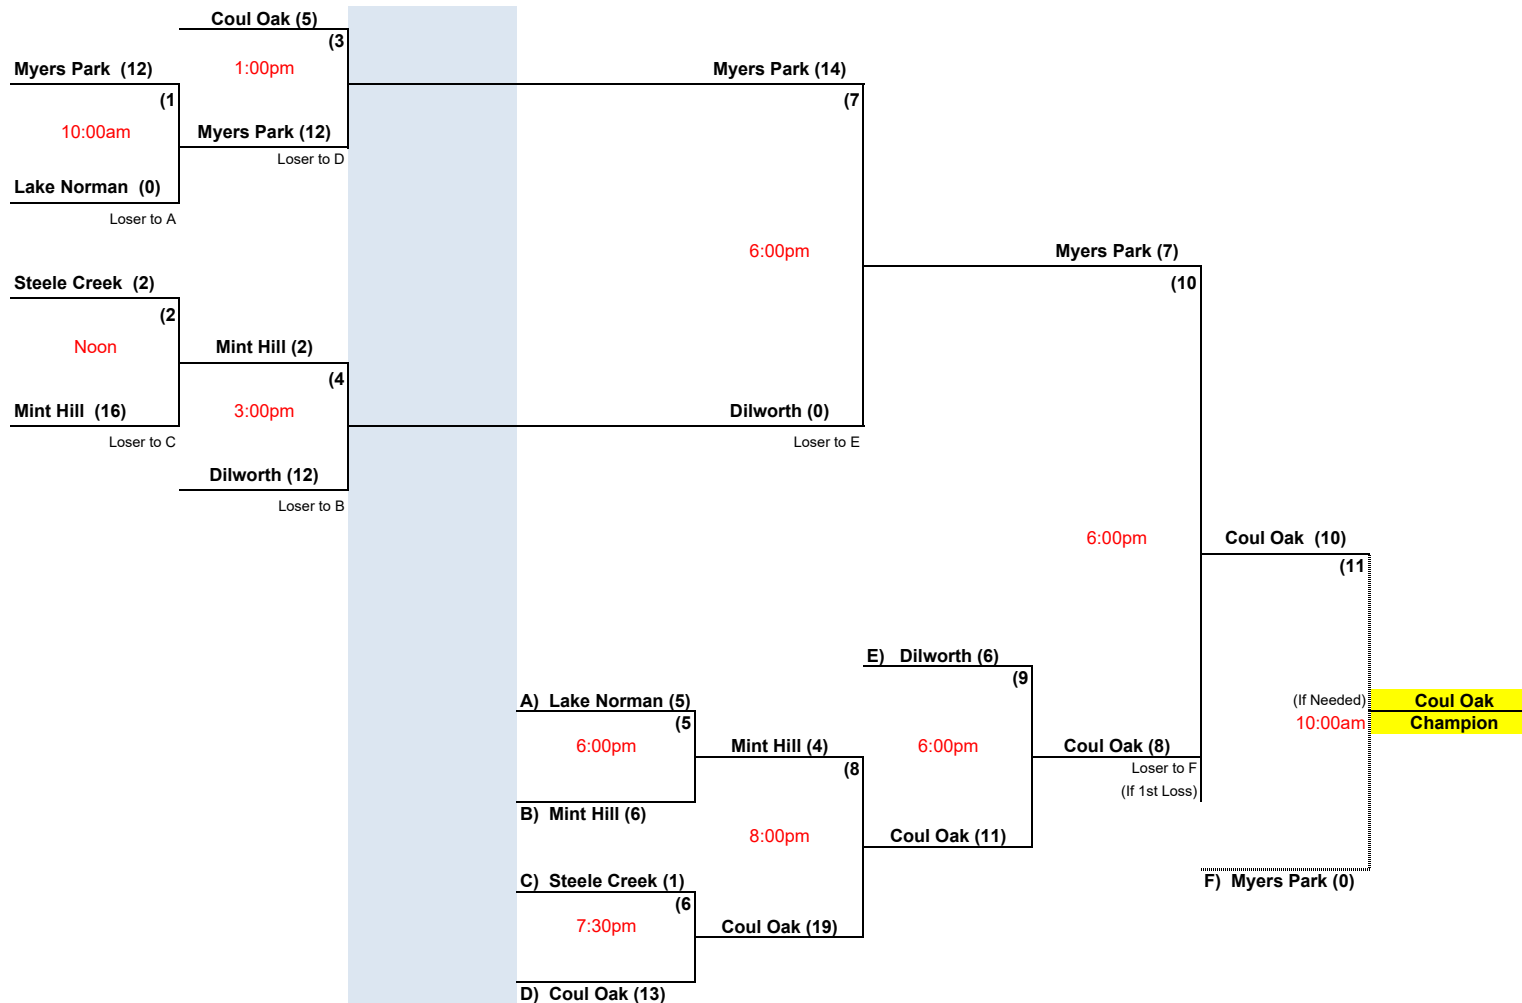 Coul Oak (5)
(3
Myers Park (12)
1:00pm
Myers Park (14)
(1
(7
10:00am
Myers Park (12)
Loser to D
Lake Norman (0)
Loser to A
6:00pm
Myers Park (7)
Steele Creek (2)
(10
(2
Noon
Mint Hill (2)
(4
Mint Hill (16)
3:00pm
Dilworth (0)
Loser to C
Loser to E
Dilworth (12)
Loser to B
6:00pm
Coul Oak (10)
(11
E) Dilworth (6)
(9
A) Lake Norman (5)
(If Needed)
Coul Oak
(5
10:00am
Champion
6:00pm
Mint Hill (4)
6:00pm
Coul Oak (8)
(8
Loser to F
(If 1st Loss)
B) Mint Hill (6)
8:00pm
Coul Oak (11)
C) Steele Creek (1)
F) Myers Park (0)
(6
7:30pm
Coul Oak (19)
D) Coul Oak (13)